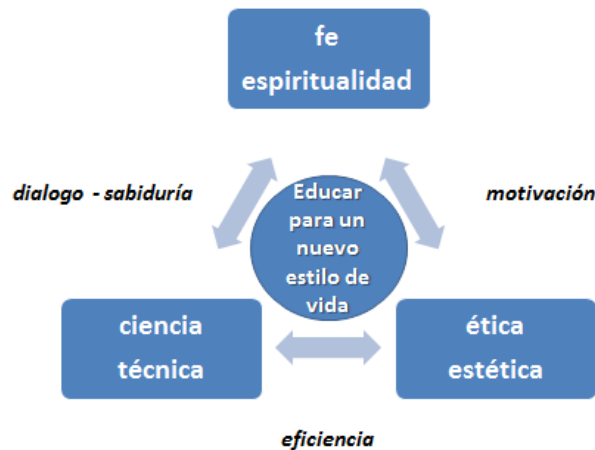 fe
espiritualidad
dialogo - sabiduría
motivación
Educar
para un
nuevo
estilo de
vida
ciencia
técnica
ética
estética
eficiencia